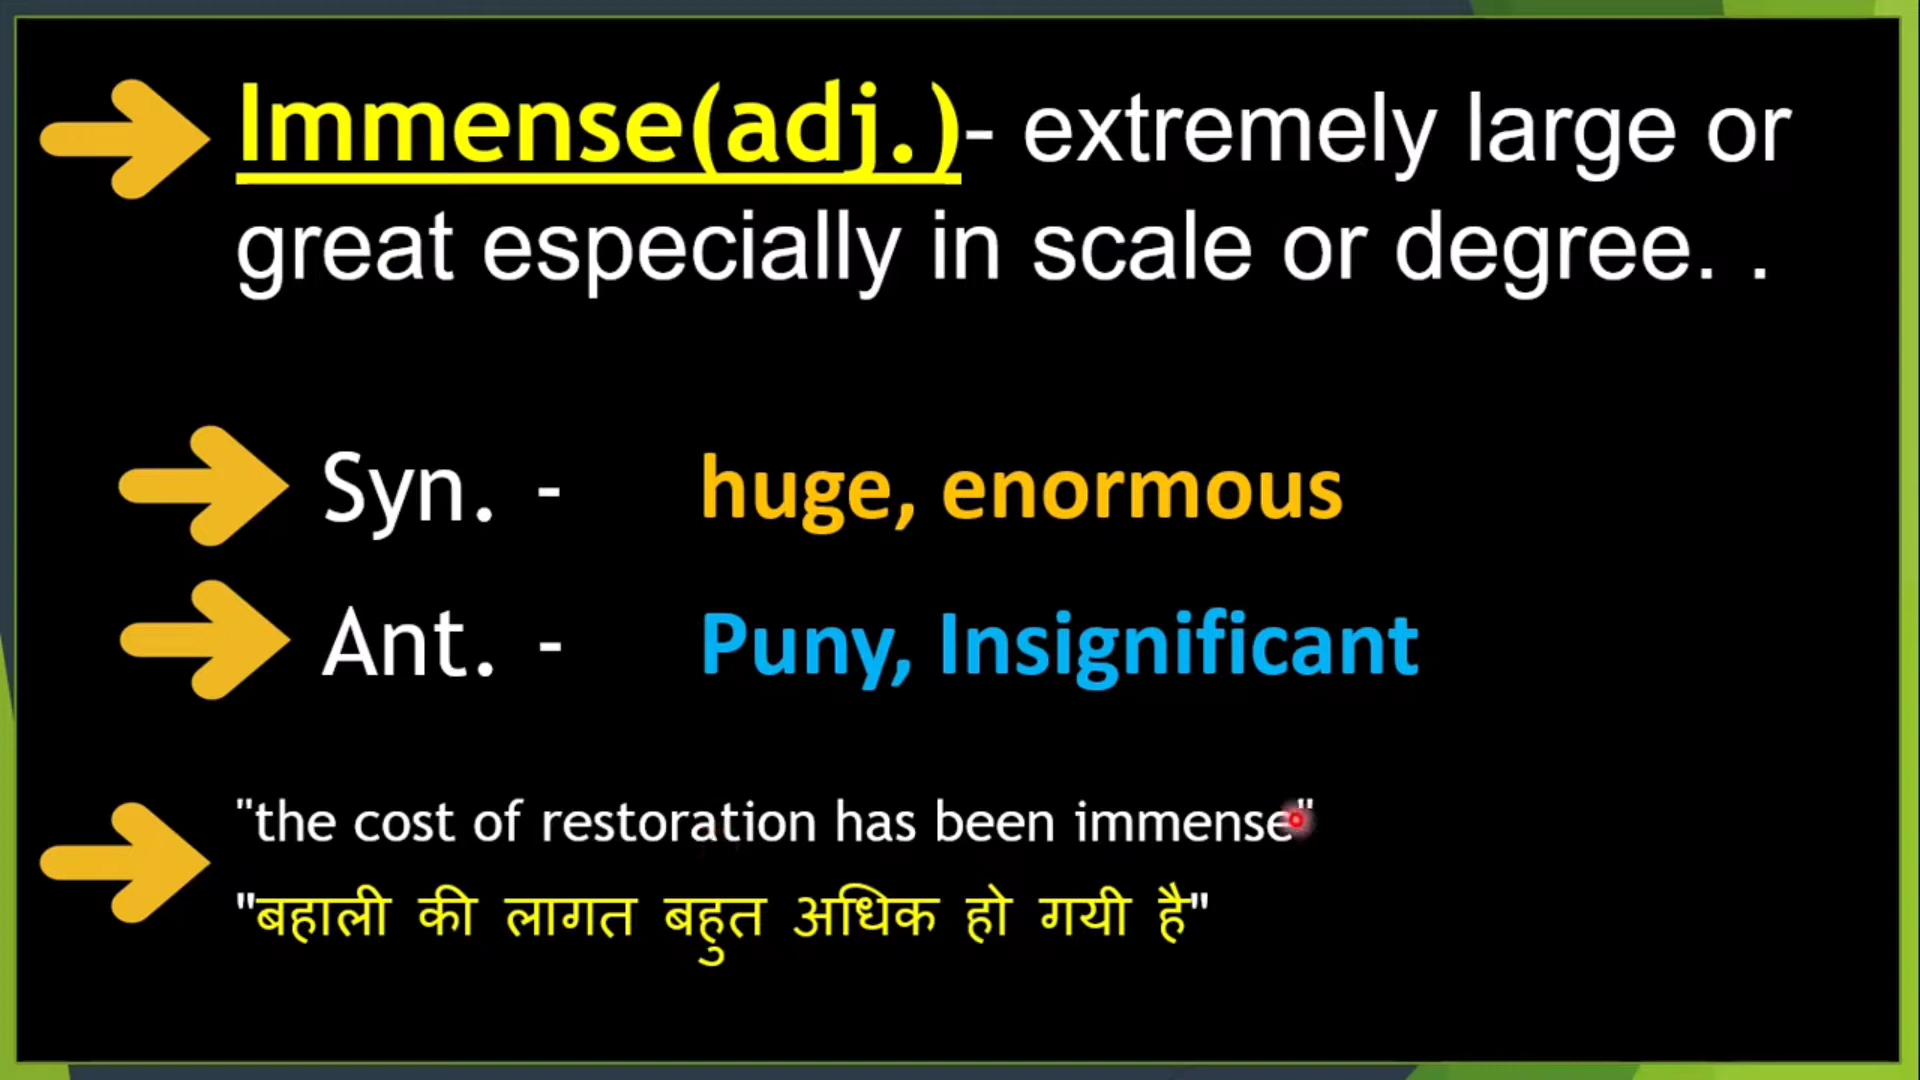 Immense(adj.)- extremely large or
great especially in scale or degree. .
Syn. - huge, enormous
Ant. - Puny, Insignificant
"the cost of restoration has been immense"
"बहाली की लागत बहुत अधिक हो गयी है"